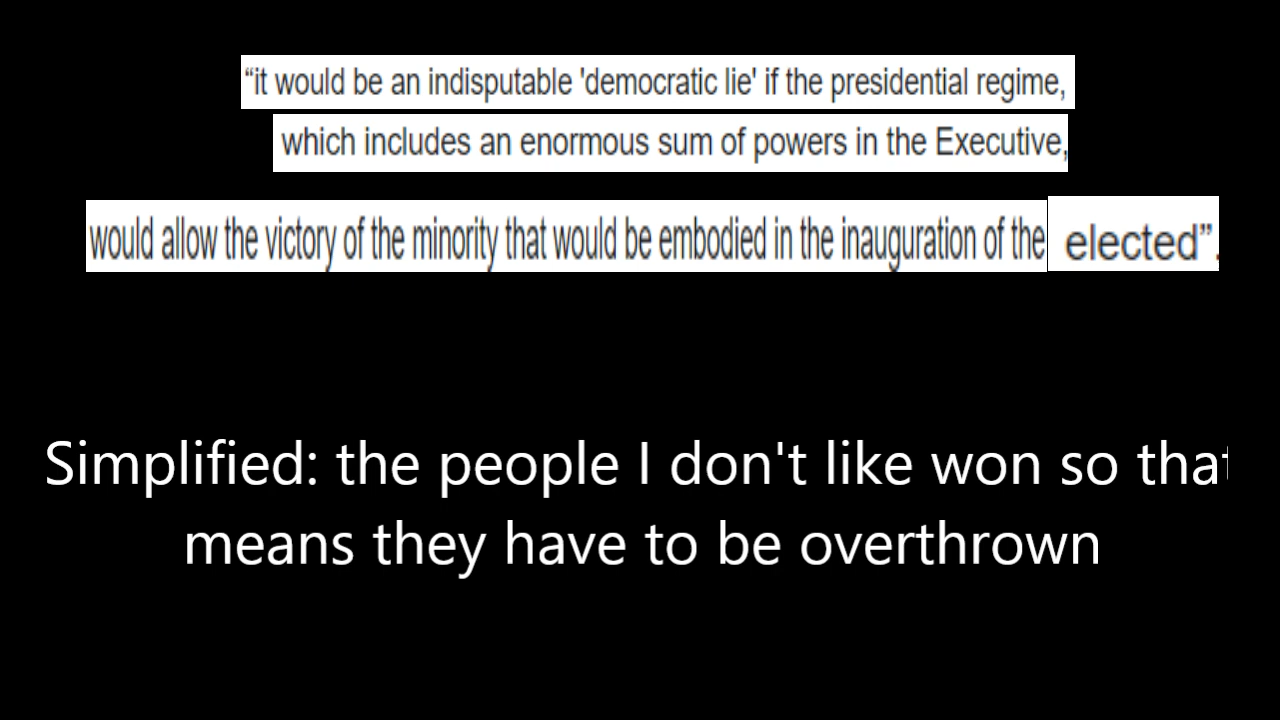 “it would be an indisputable 'democratic lie' if the presidential regime,
which includes an enormous sum of powers in the Executive,
would allow the victory of the minority that would be embodied in the inauguration of the elected”.
Simplified: the people I don't like won so that
means they have to be overthrown